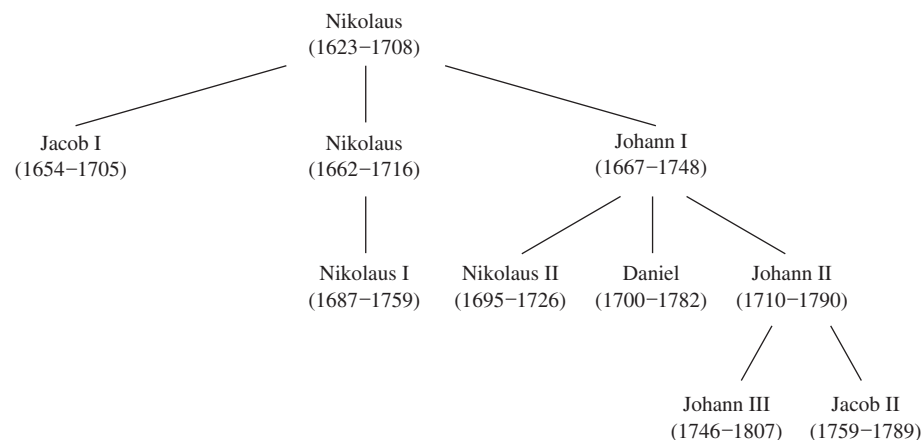 Nikolaus
(1623−1708)
Jacob I
(1654−1705)
Nikolaus
(1662−1716)
Johann I
(1667−1748)
Nikolaus I
(1687−1759)
Nikolaus II
(1695−1726)
Daniel
(1700−1782)
Johann II
(1710−1790)
Johann III
(1746−1807)
Jacob II
(1759−1789)